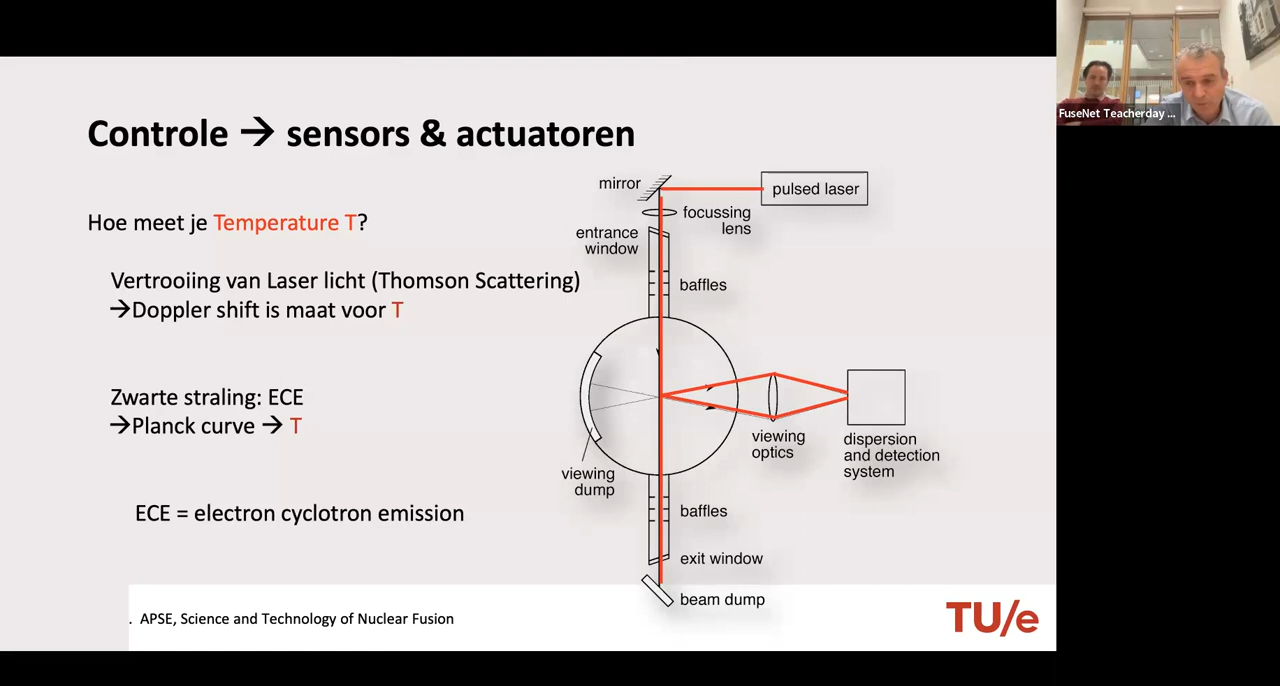 FuseNet Teacherday ...
Controle → sensors & actuatoren
Hoe meet je Temperature T?
Vertrooiing van Laser licht (Thomson Scattering)
→Doppler shift is maat voor T
Zwarte straling: ECE
→Planck curve → T
ECE = electron cyclotron emission
mirror
pulsed laser
focussing
lens
entrance
window
baffles
viewing
optics
dispersion
and detection
system
viewing
dump
baffles
exit window
beam dump
. APSE, Science and Technology of Nuclear Fusion
TU/e